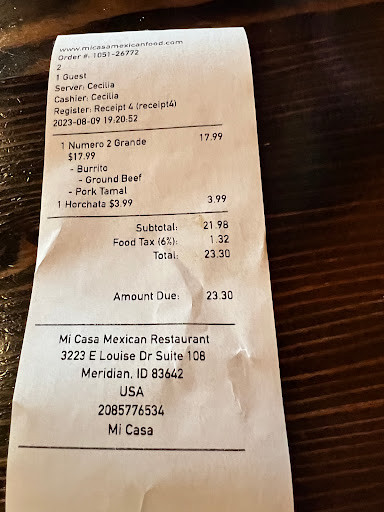 www.micasamexicanfood.com
Order #: 1051-26772
2
1 Guest
Server: Cecilia
Cashier: Cecilia
Register: Receipt 4 (receipt4)
2023-08-09 19:20:52
1 Numero 2 Grande 17.99
$17.99
- Burrito
- Ground Beef
- Pork Tamal
1 Horchata $3.99 3.99
Subtotal: 21.98
Food Tax (6%): 1.32
Total: 23.30
Amount Due: 23.30
Mi Casa Mexican Restaurant
3223 E Louise Dr Suite 108
Meridian, ID 83642
USA
2085776534
Mi Casa